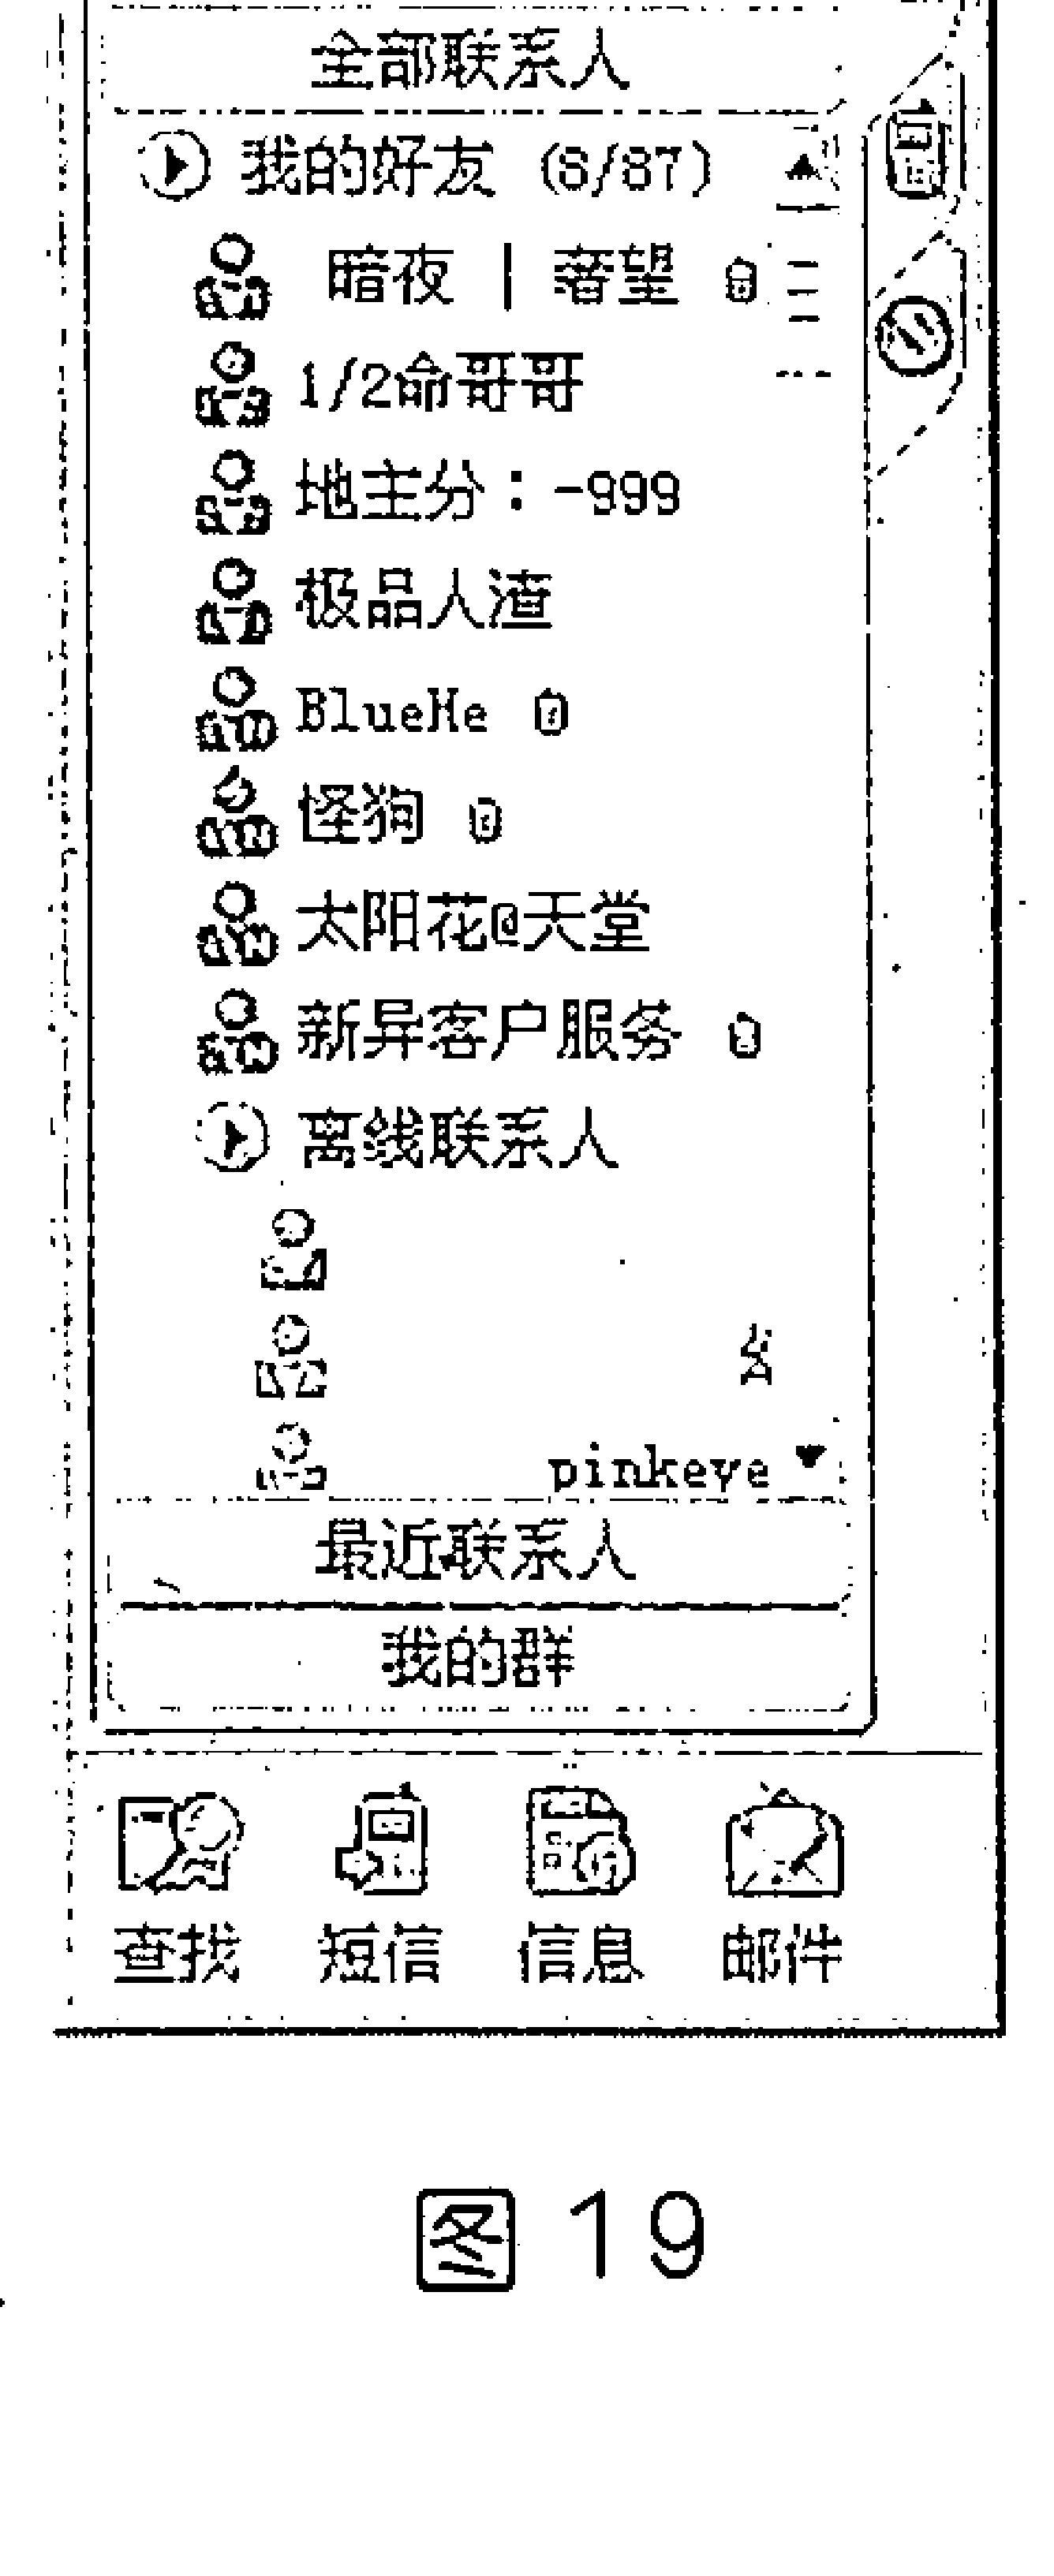 全部联系人
我的好友 (8/87)
暗夜 | 奢望
1/2命哥哥
地主分：-999
极品人渣
BlueHe
怪狗
太阳花@天堂
新异客户服务
离线联系人
pinkeye
最近联系人
我的群
查找 短信 信息 邮件
图 19